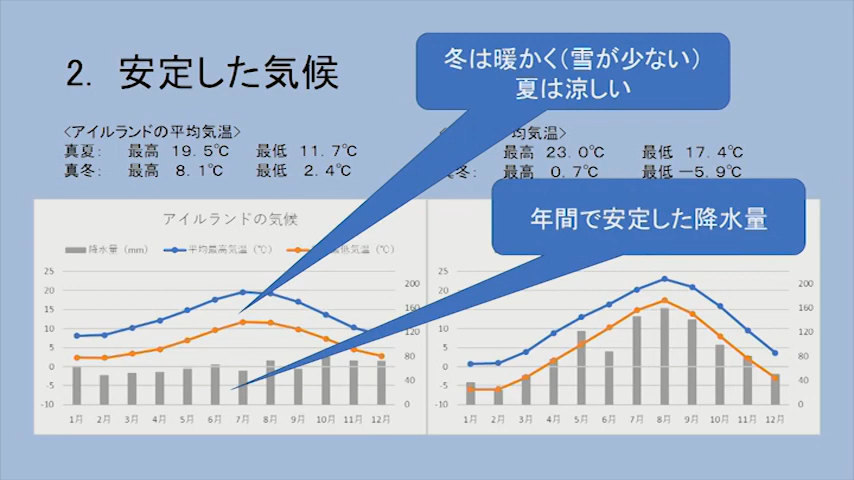 2. 安定した気候
冬は暖かく(雪が少ない)
夏は涼しい
<アイルランドの平均気温>
真夏: 最高 19.5℃ 最低 11.7℃
真冬: 最高 8.1℃ 最低 2.4℃
均気温>
最高 23.0℃ 最低 17.4℃
冬: 最高 0.7℃ 最低 −5.9℃
年間で安定した降水量
アイルランドの気候
降水量 (mm) 平均最高気温 (℃) 低気温 (℃)
25
20
15
10
5
0
-5
-10
200
160
120
80
40
0
1月 2月 3月 4月 5月 6月 7月 8月 9月 10月 11月 12月
25
20
15
10
5
0
-5
-10
200
160
120
80
40
0
1月 2月 3月 4月 5月 6月 7月 8月 9月 10月 11月 12月